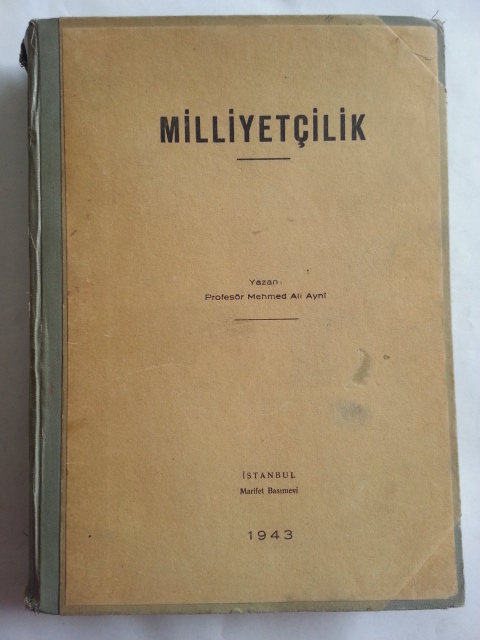 MİLLİYETÇİLİK
Yazan:
Profesör Mehmed Ali Aynî
İSTANBUL
Marifet Basımevi
1943